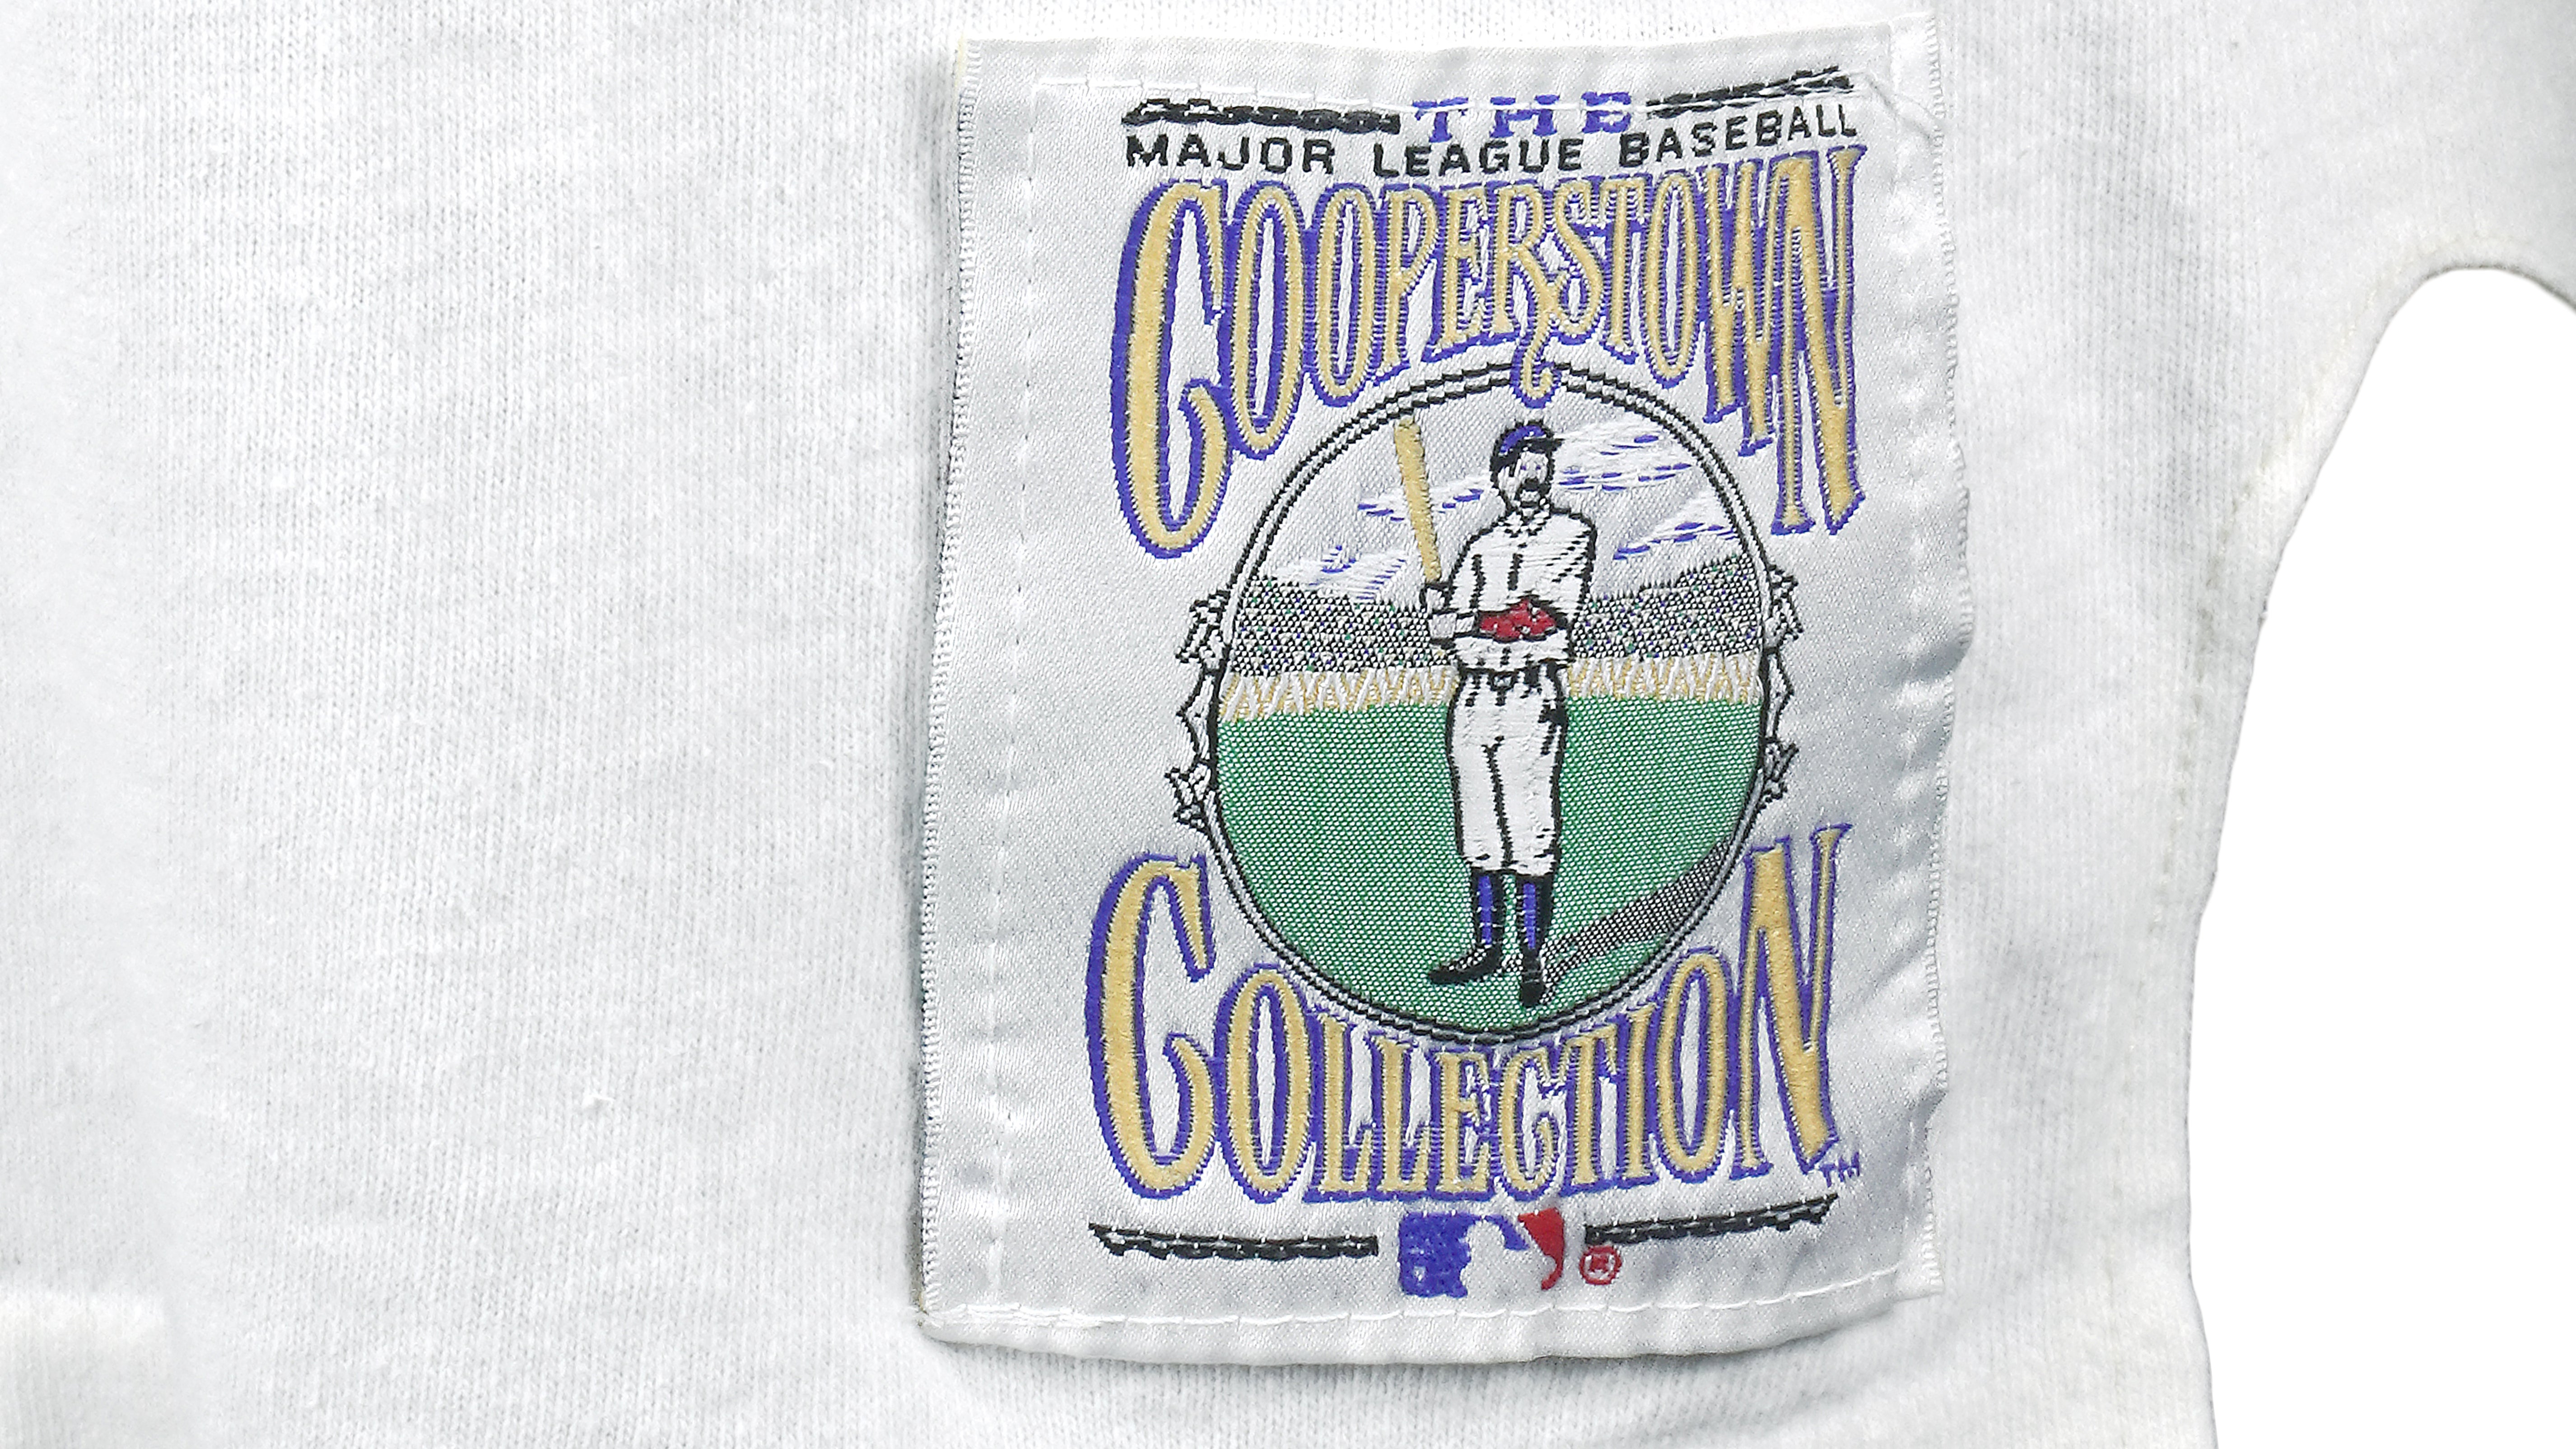 THE
MAJOR LEAGUE BASEBALL
COOPERSTOWN
COLLECTION
TM
®